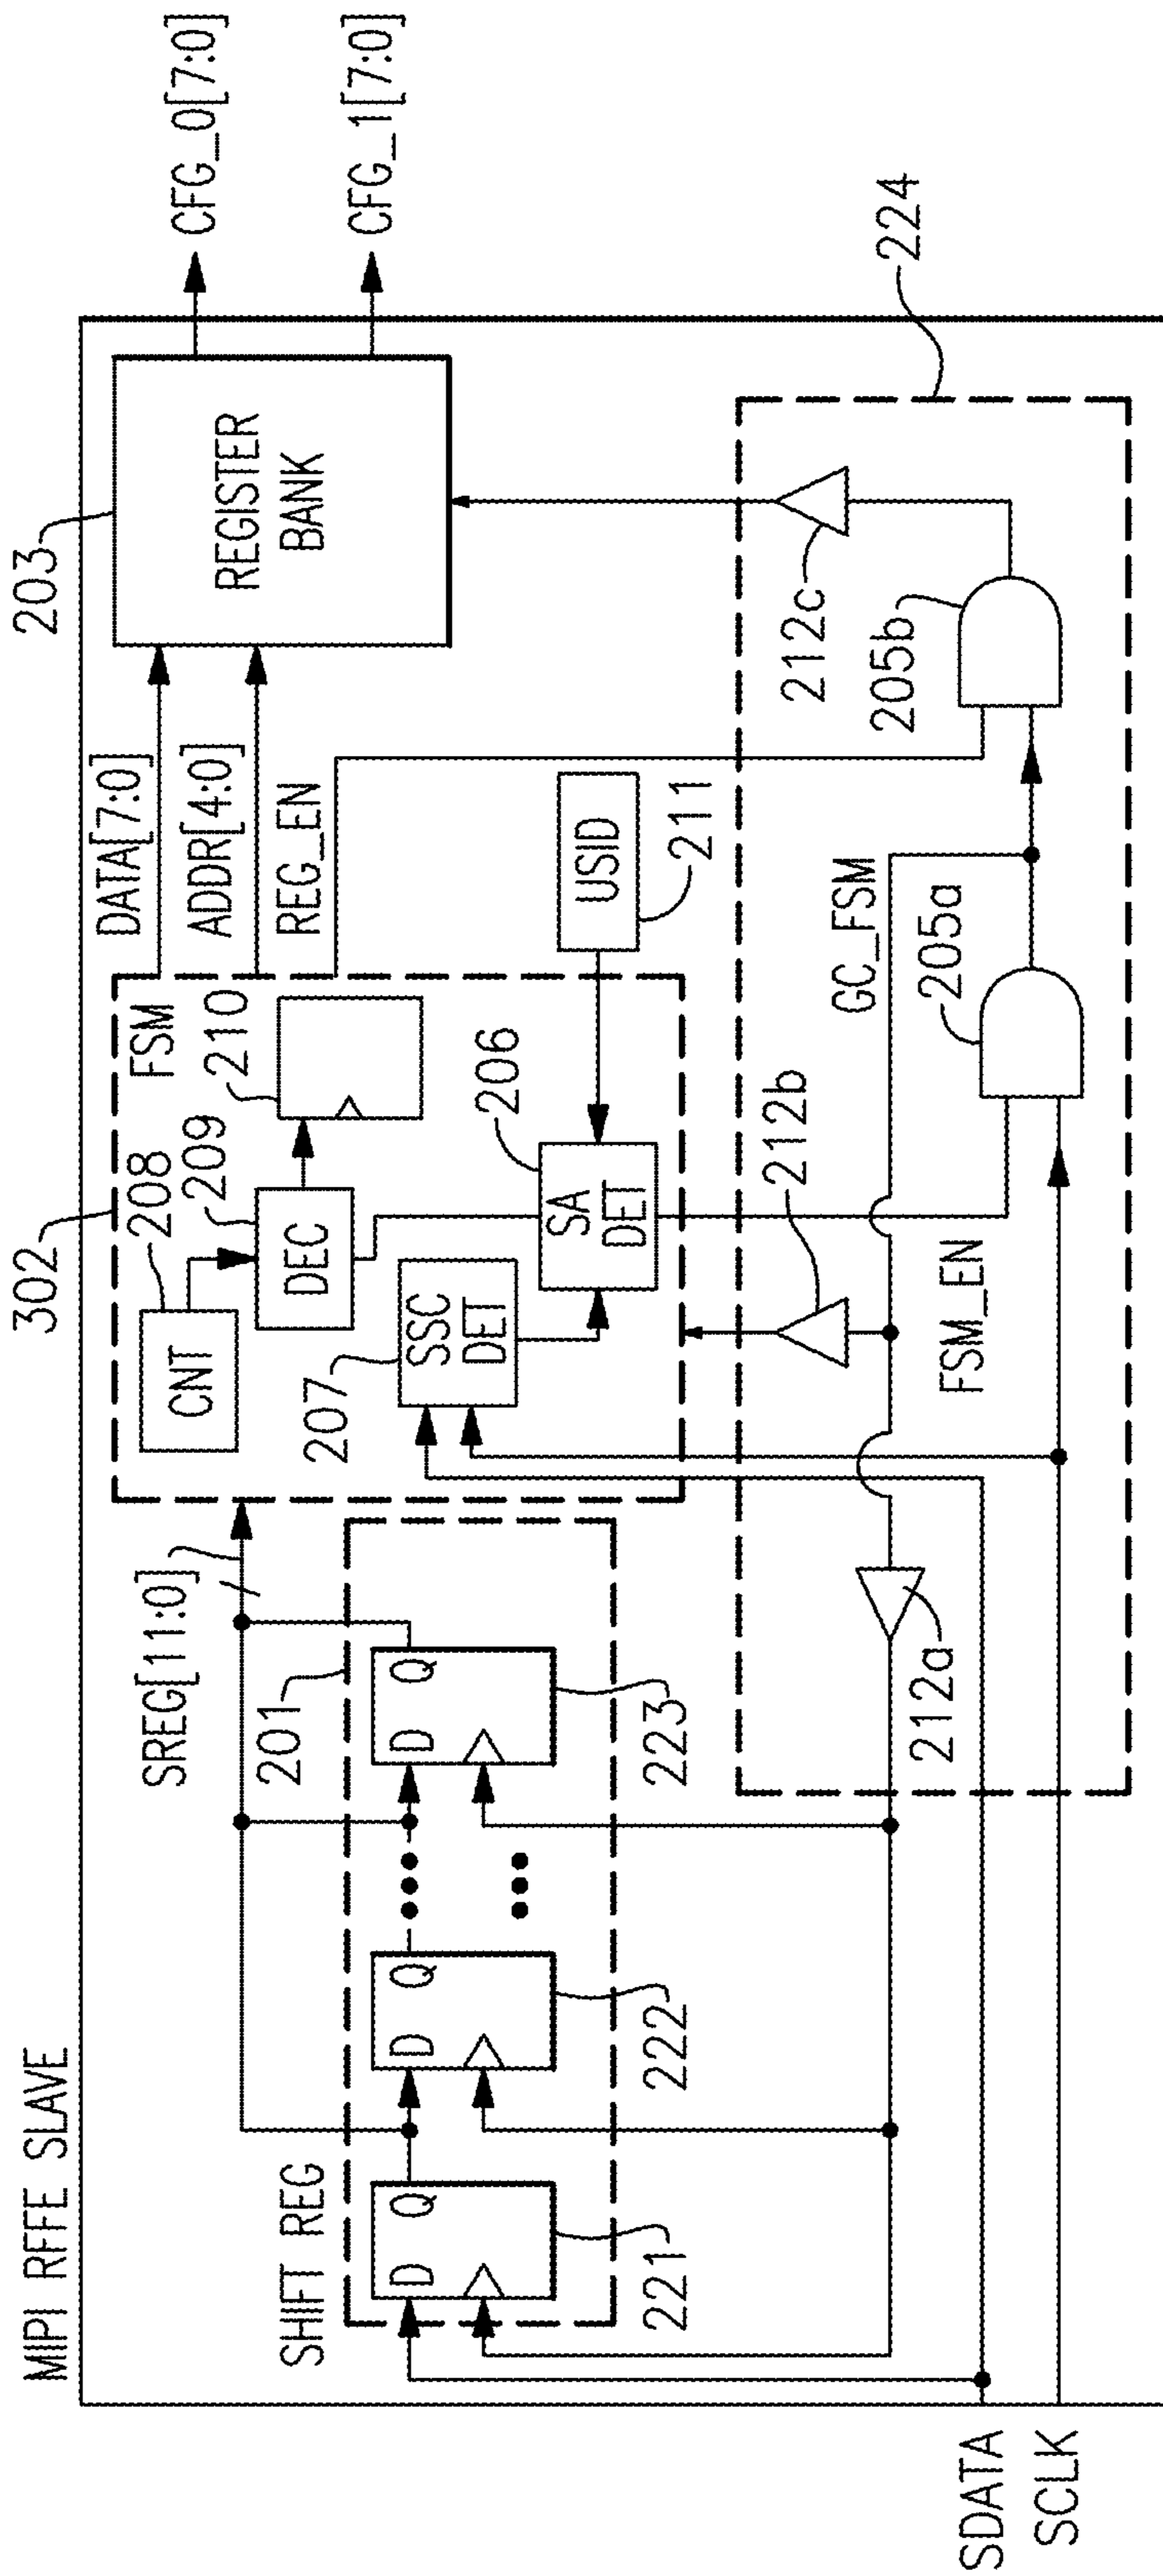 MIPI RFFE SLAVE
302
203
SREG[11:0]
208
209
FSM
210
DATA[7:0]
ADDR[4:0]
REG_EN
REGISTER
BANK
CFG_0[7:0]
CFG_1[7:0]
CNT
DEC
SHIFT REG
201
207
SSC
DET
206
SA
DET
USID
211
D Q
D Q
D Q
221
222
223
212b
GC_FSM
212c
205b
224
212a
FSM_EN
205a
SDATA
SCLK